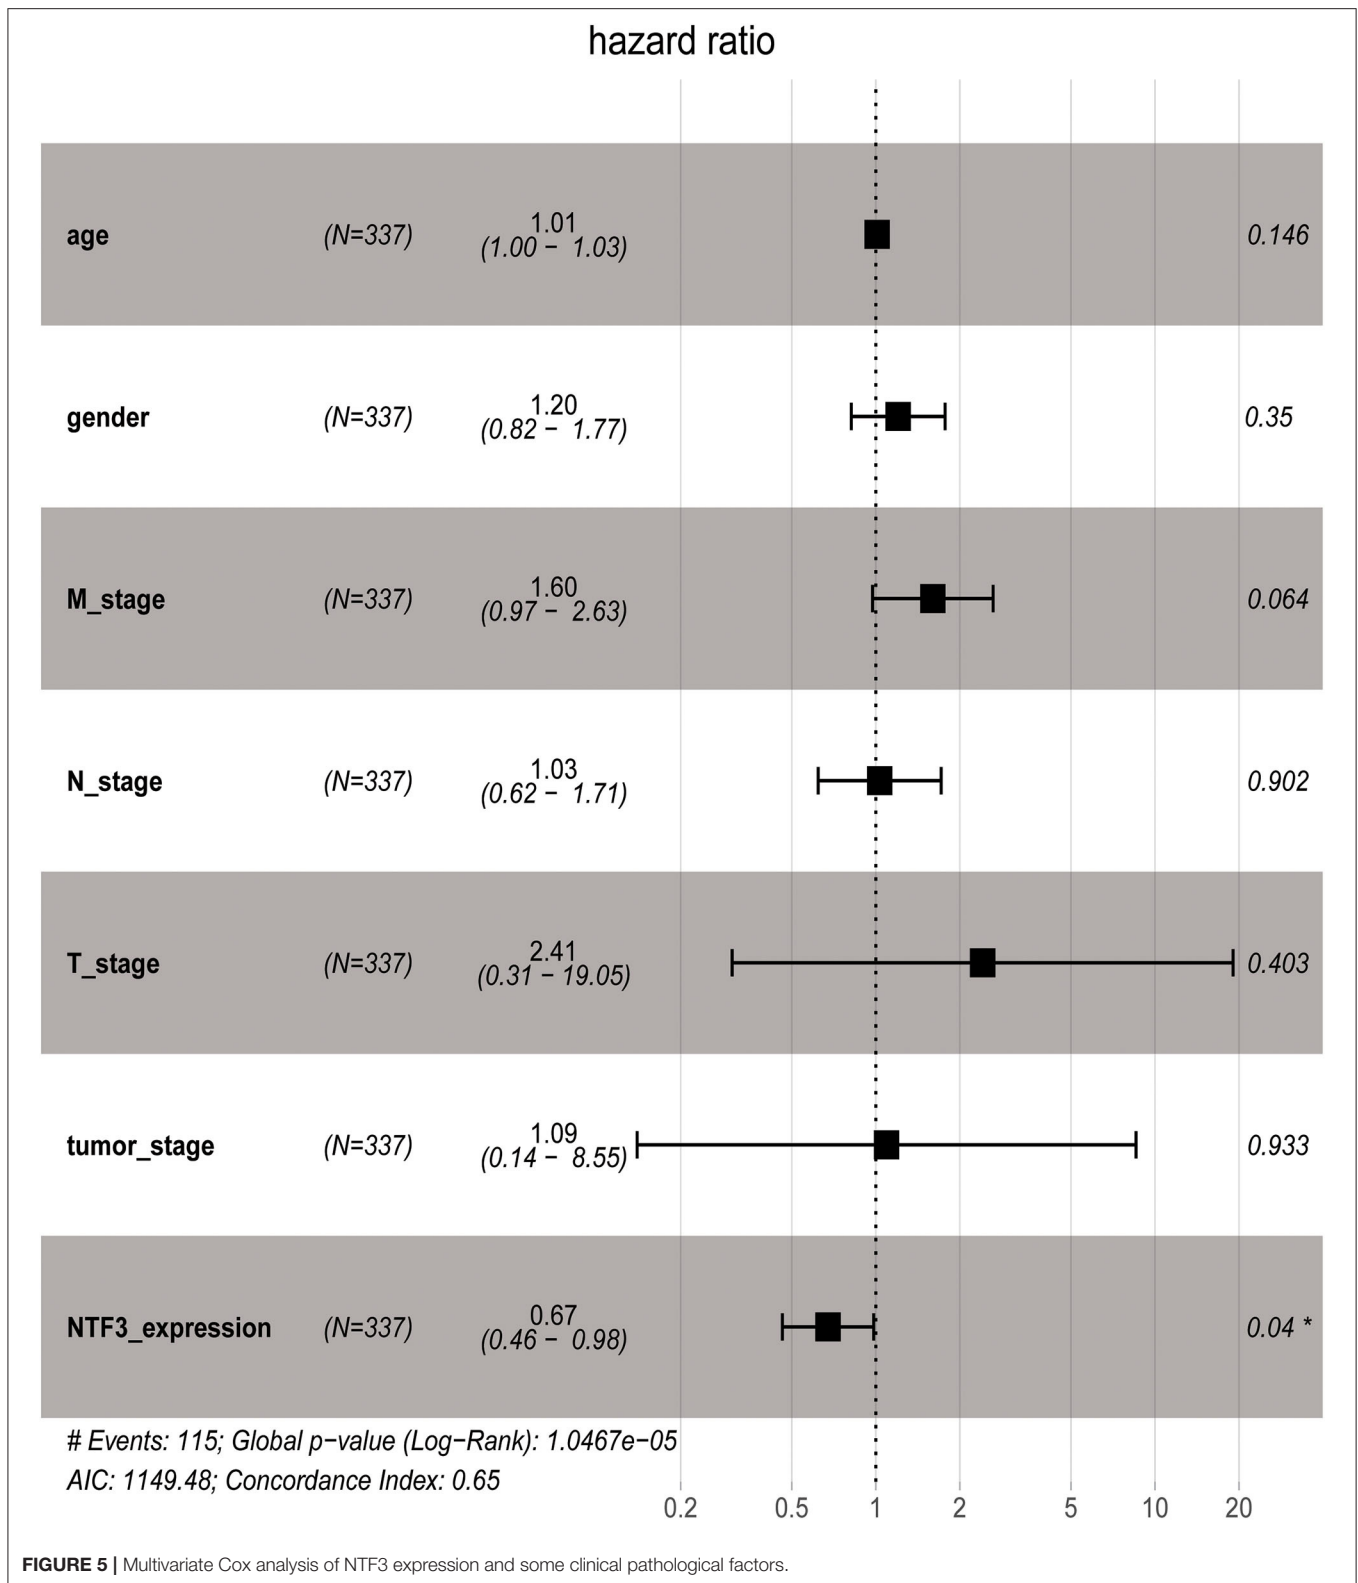 hazard ratio
age (N=337) 1.01 0.146
(1.00 − 1.03)
gender (N=337) 1.20 0.35
(0.82 − 1.77)
M_stage (N=337) 1.60 0.064
(0.97 − 2.63)
N_stage (N=337) 1.03 0.902
(0.62 − 1.71)
T_stage (N=337) 2.41 0.403
(0.31 − 19.05)
tumor_stage (N=337) 1.09 0.933
(0.14 − 8.55)
NTF3_expression (N=337) 0.67 0.04 *
(0.46 − 0.98)
# Events: 115; Global p−value (Log−Rank): 1.0467e−05
AIC: 1149.48; Concordance Index: 0.65
0.2 0.5 1 2 5 10 20
FIGURE 5 | Multivariate Cox analysis of NTF3 expression and some clinical pathological factors.